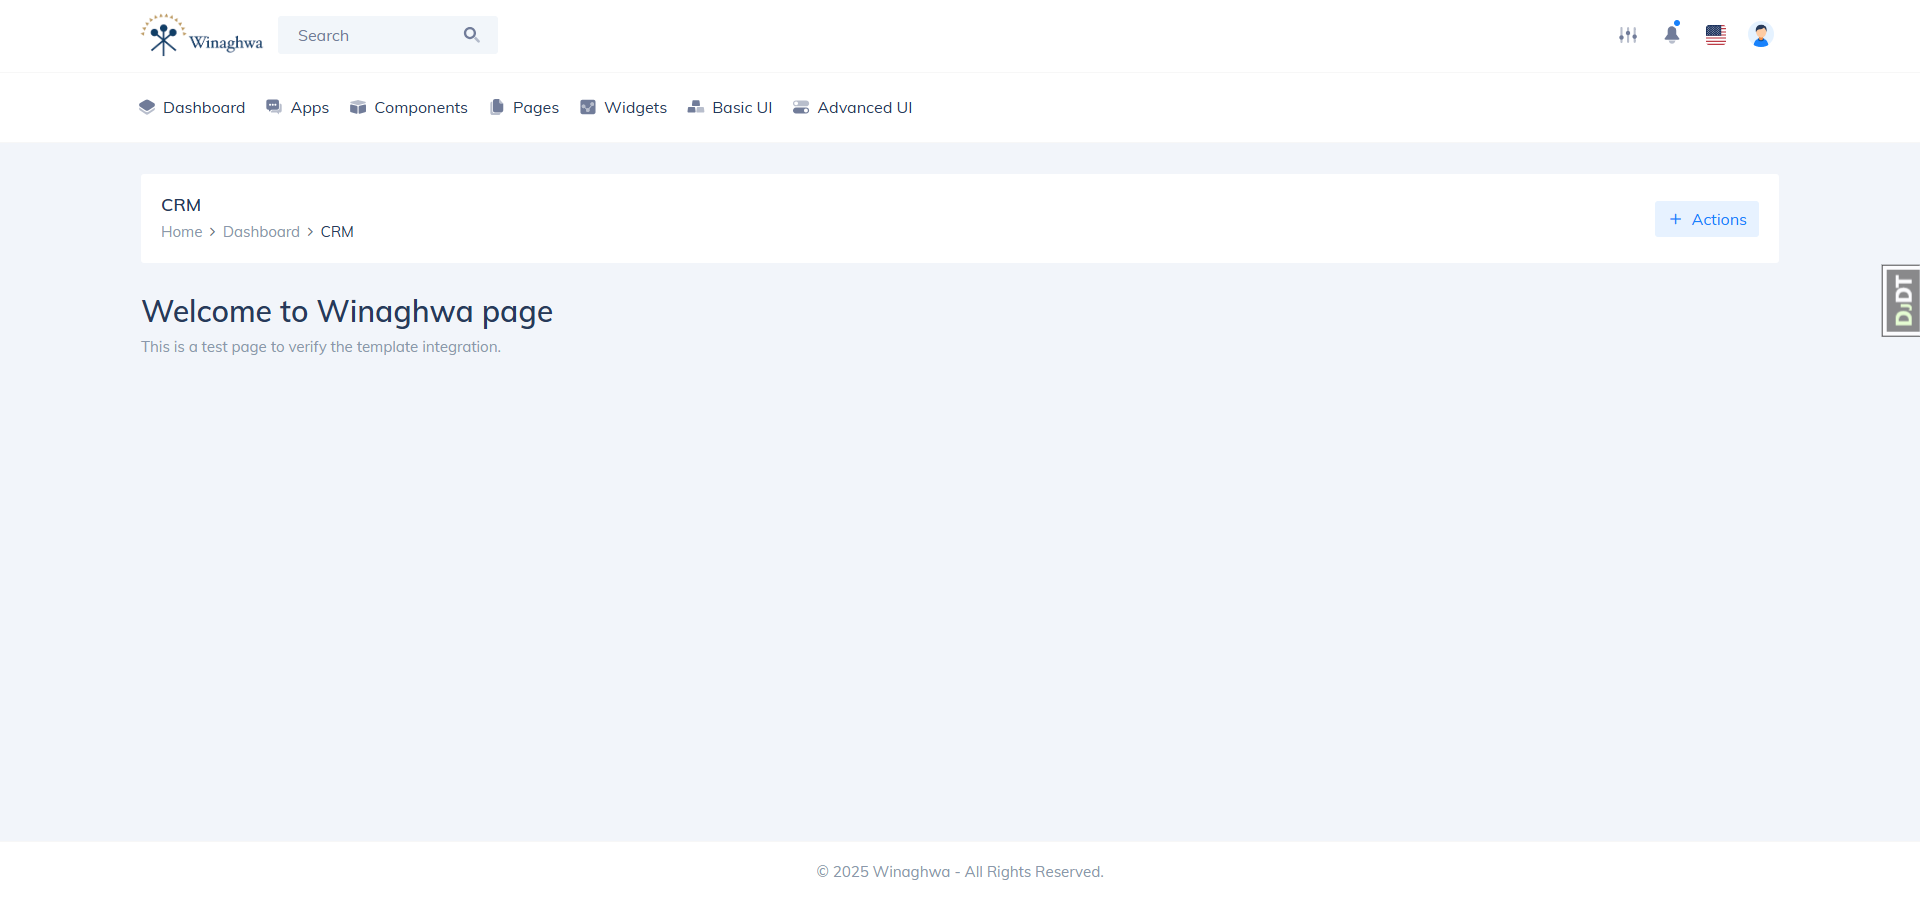 Winaghwa
Search
Dashboard Apps Components Pages Widgets Basic UI Advanced UI
CRM
Home > Dashboard > CRM
+ Actions
DJDT
Welcome to Winaghwa page
This is a test page to verify the template integration.
© 2025 Winaghwa - All Rights Reserved.